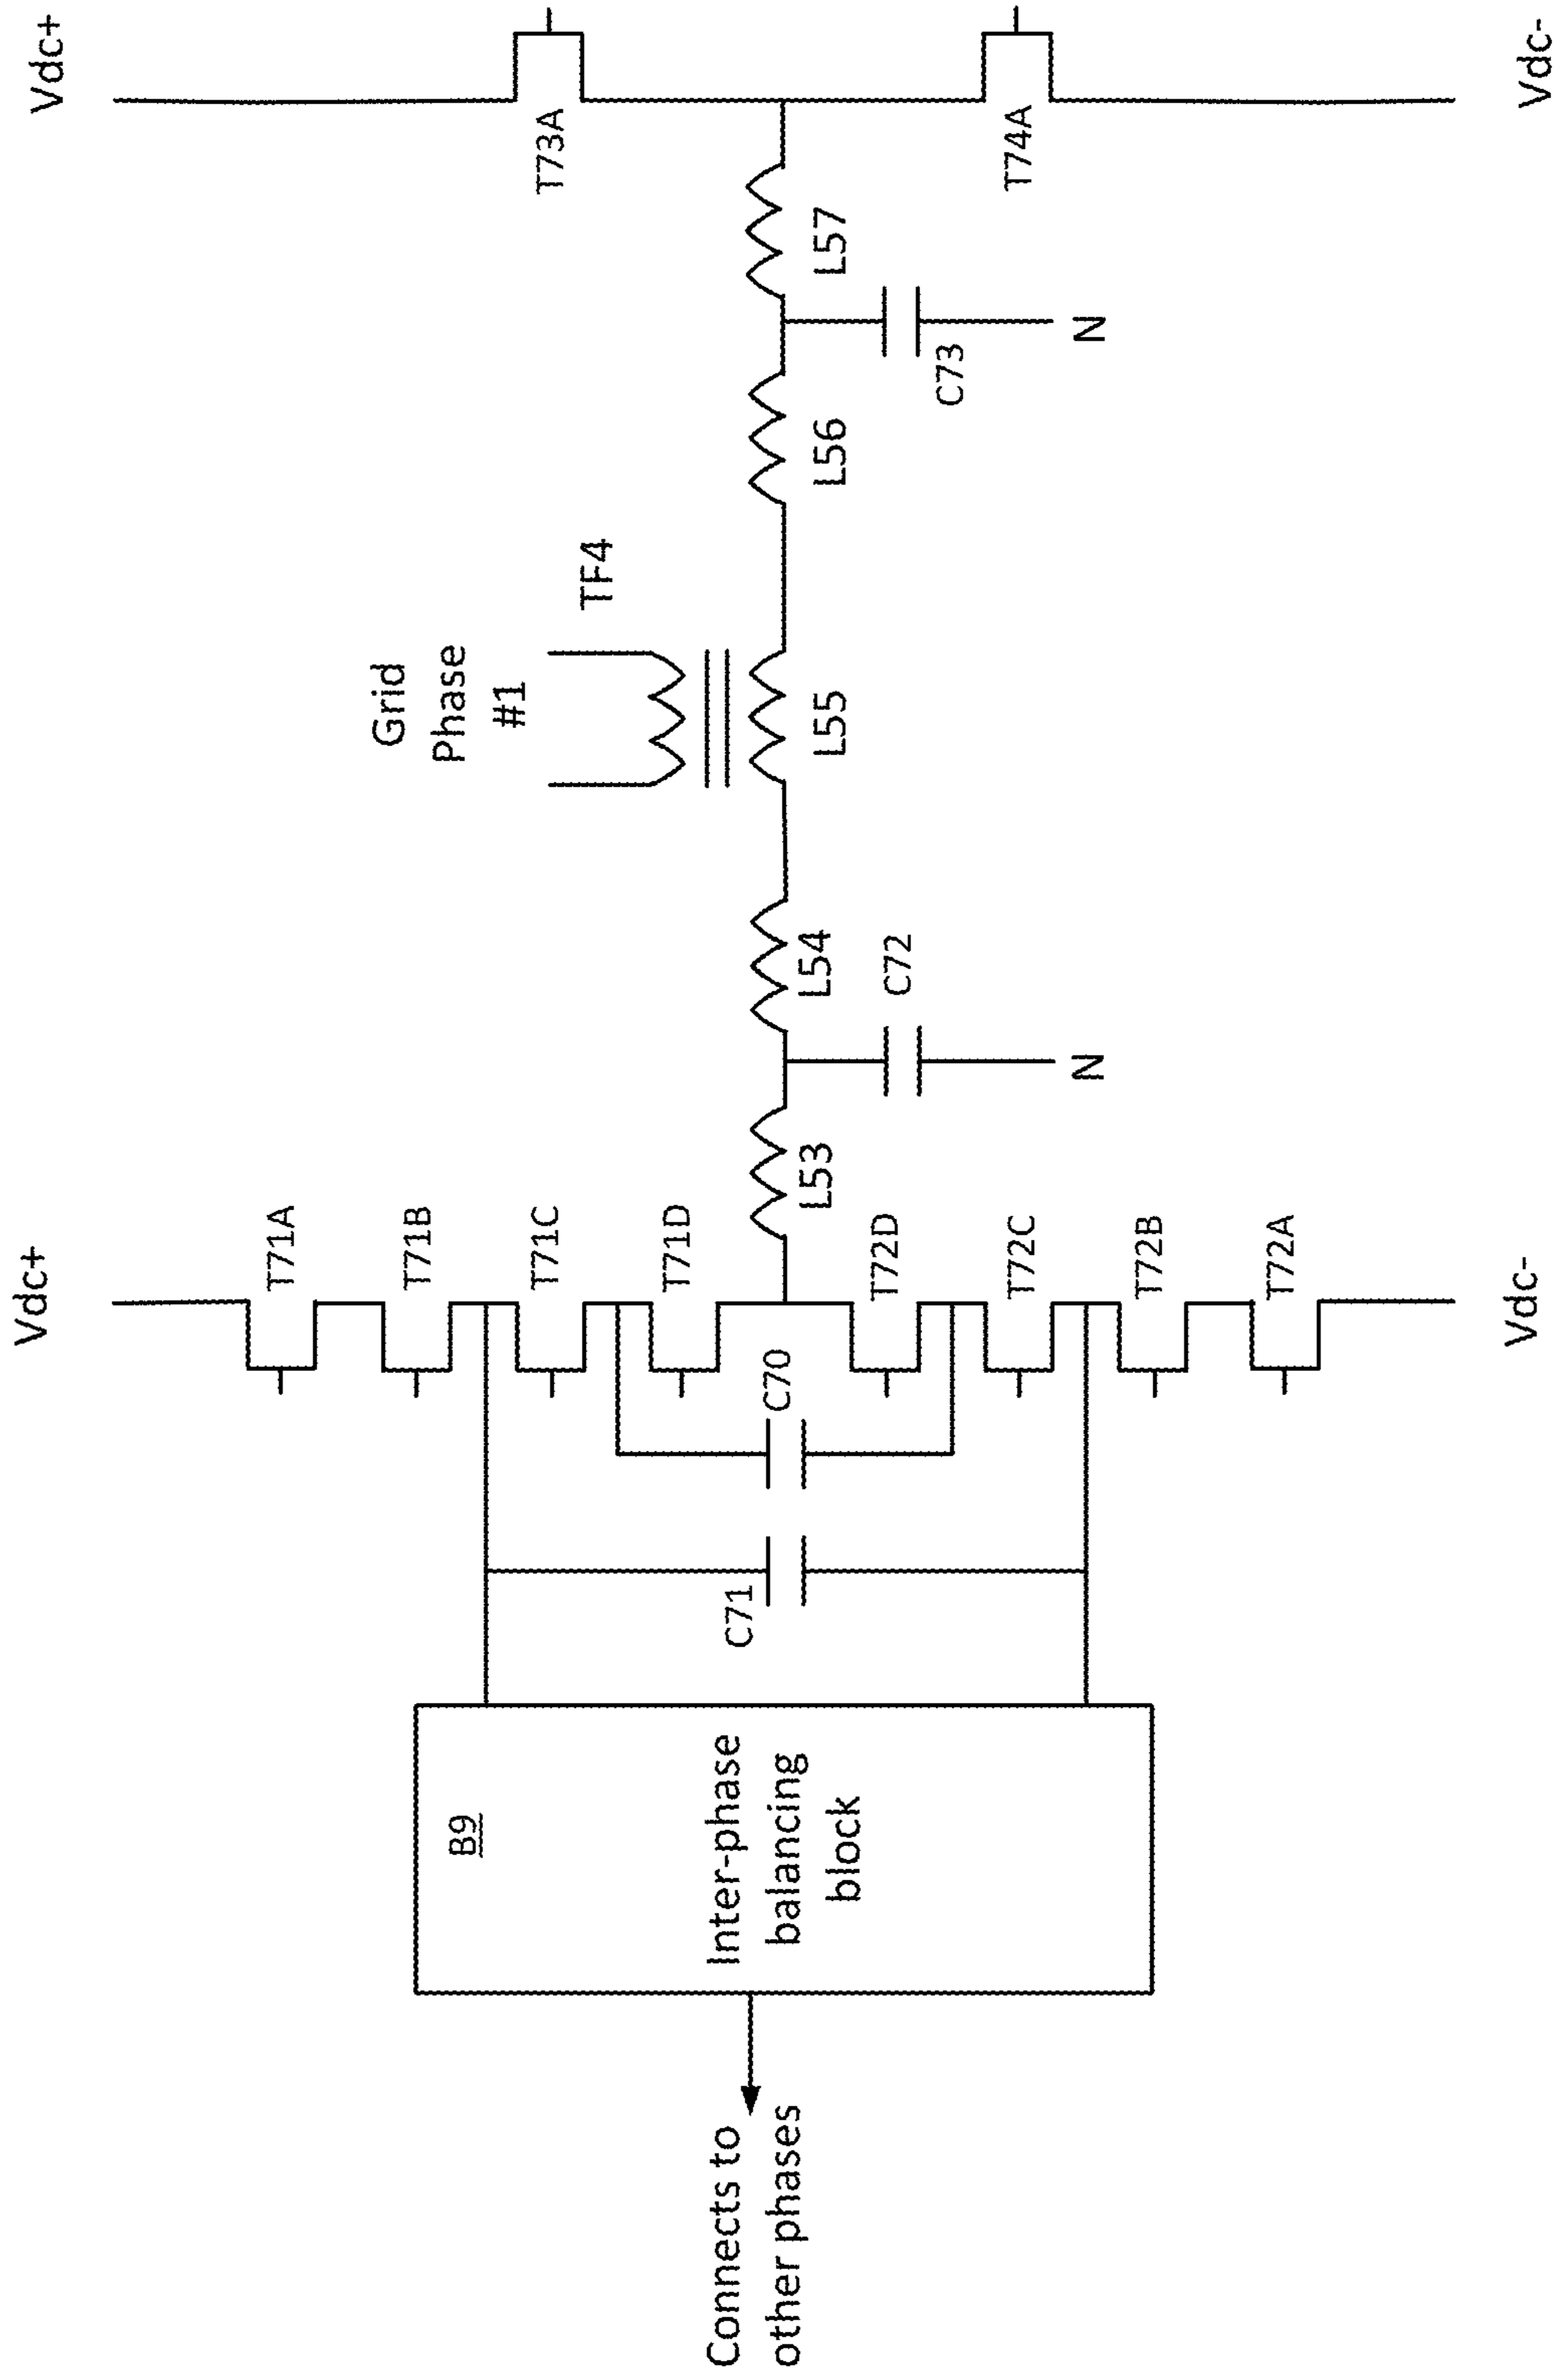 Vdc+
Vdc+
T71A
T71B
T71C
T71D
T72D
T72C
T72B
T72A
Vdc-
Vdc-
C70
C71
B9
Inter-phase
balancing
block
Connects to
other phases
L53
C72
N
L54
Grid
Phase
#1
TF4
L55
L56
C73
N
L57
T73A
T74A